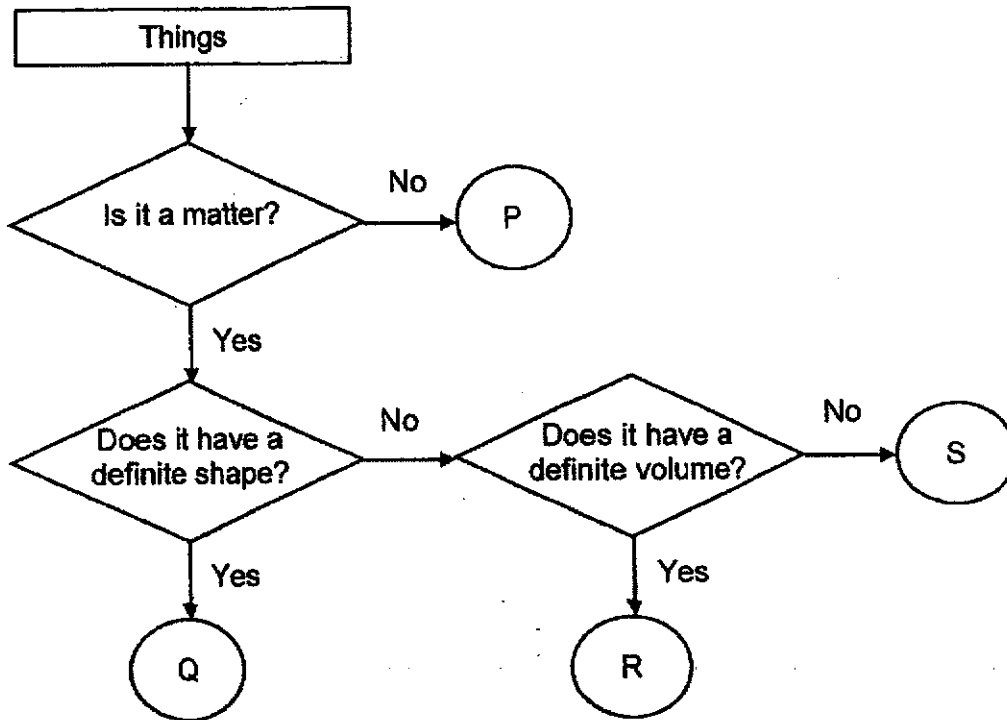 Things
Is it a matter?
No
P
Yes
Does it have a
definite shape?
No
Does it have a
definite volume?
No
S
Yes
Q
Yes
R